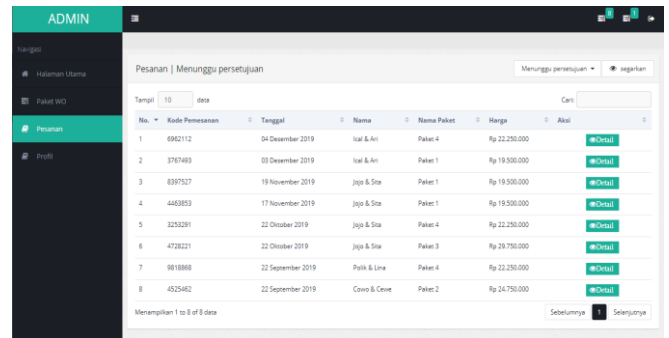 ADMIN
8
1
Navigasi
Halaman Utama
Paket WO
Pesanan
Profil
Pesanan | Menunggu persetujuan
Menunggu persetujuan
segarkan
Tampil 10 data
Cari:
No. Kode Pemesanan Tanggal Nama Nama Paket Harga Aksi
1 6962112 04 Desember 2019 Ical & Ari Paket 4 Rp 22.250.000 Detail
2 3767493 03 Desember 2019 Ical & Ari Paket 1 Rp 19.500.000 Detail
3 8397527 19 November 2019 Jojo & Sita Paket 1 Rp 19.500.000 Detail
4 4463853 17 November 2019 Jojo & Sita Paket 1 Rp 19.500.000 Detail
5 3253291 22 Oktober 2019 Jojo & Sita Paket 4 Rp 22.250.000 Detail
6 4728221 22 Oktober 2019 Jojo & Sita Paket 3 Rp 29.750.000 Detail
7 9818868 22 September 2019 Polik & Lina Paket 4 Rp 22.250.000 Detail
8 4525462 22 September 2019 Cowo & Cewe Paket 2 Rp 24.750.000 Detail
Menampilkan 1 to 8 of 8 data
Sebelumnya 1 Selanjutnya